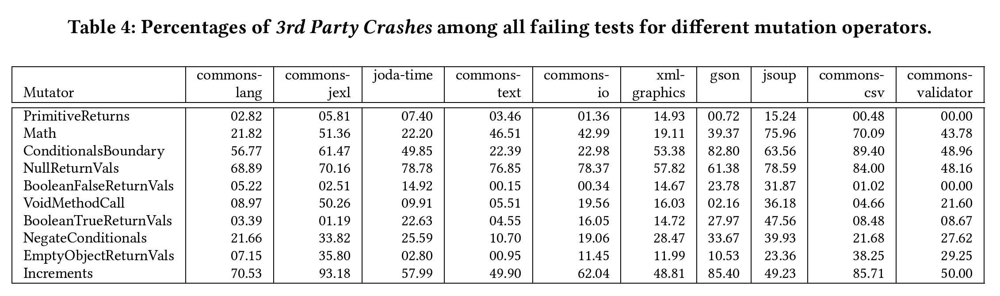 Table 4: Percentages of 3rd Party Crashes among all failing tests for different mutation operators.
commons- commons- joda-time commons- commons- xml- gson jsoup commons- commons-
Mutator lang jexl text io graphics csv validator
PrimitiveReturns 02.82 05.81 07.40 03.46 01.36 14.93 00.72 15.24 00.48 00.00
Math 21.82 51.36 22.20 46.51 42.99 19.11 39.37 75.96 70.09 43.78
ConditionalsBoundary 56.77 61.47 49.85 22.39 22.98 53.38 82.80 63.56 89.40 48.96
NullReturnVals 68.89 70.16 78.78 76.85 78.37 57.82 61.38 78.59 84.00 48.16
BooleanFalseReturnVals 05.22 02.51 14.92 00.15 00.34 14.67 23.78 31.87 01.02 00.00
VoidMethodCall 08.97 50.26 09.91 05.51 19.56 16.03 02.16 36.18 04.66 21.60
BooleanTrueReturnVals 03.39 01.19 22.63 04.55 16.05 14.72 27.97 47.56 08.48 08.67
NegateConditionals 21.66 33.82 25.59 10.70 19.06 28.47 33.67 39.93 21.68 27.62
EmptyObjectReturnVals 07.15 35.80 02.80 00.95 11.45 11.99 10.53 23.36 38.25 29.25
Increments 70.53 93.18 57.99 49.90 62.04 48.81 85.40 49.23 85.71 50.00